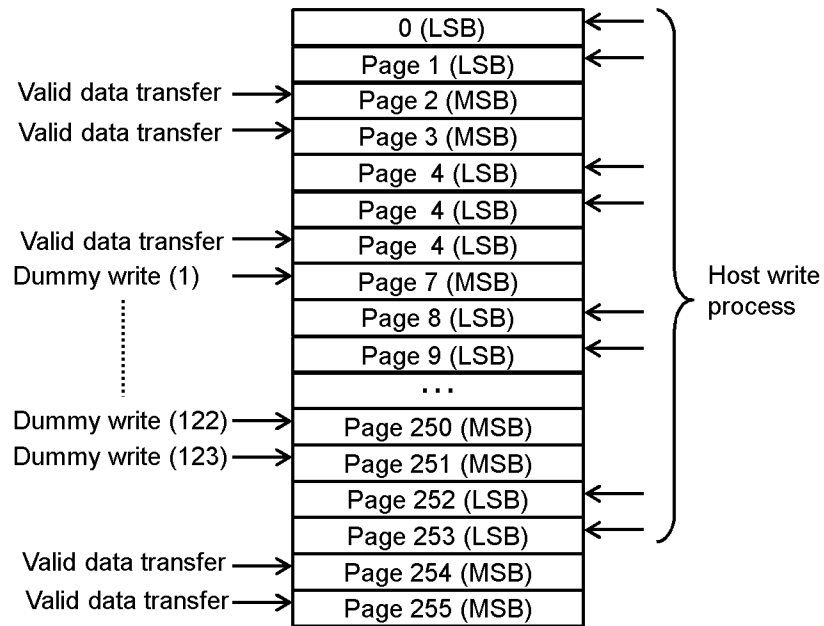 0 (LSB)
Page 1 (LSB)
Valid data transfer
Page 2 (MSB)
Valid data transfer
Page 3 (MSB)
Page 4 (LSB)
Page 4 (LSB)
Valid data transfer
Page 4 (LSB)
Dummy write (1)
Page 7 (MSB)
Host write
process
Page 8 (LSB)
Page 9 (LSB)
...
Dummy write (122)
Page 250 (MSB)
Dummy write (123)
Page 251 (MSB)
Page 252 (LSB)
Page 253 (LSB)
Valid data transfer
Page 254 (MSB)
Valid data transfer
Page 255 (MSB)